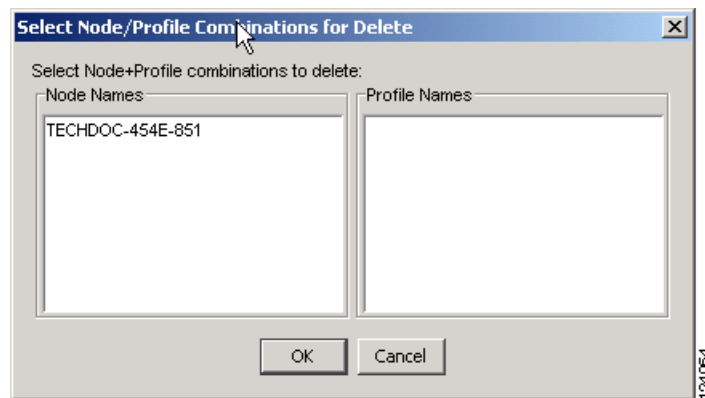 Select Node/Profile Combinations for Delete
Select Node+Profile combinations to delete:
Node Names
Profile Names
TECHDOC-454E-851
OK
Cancel